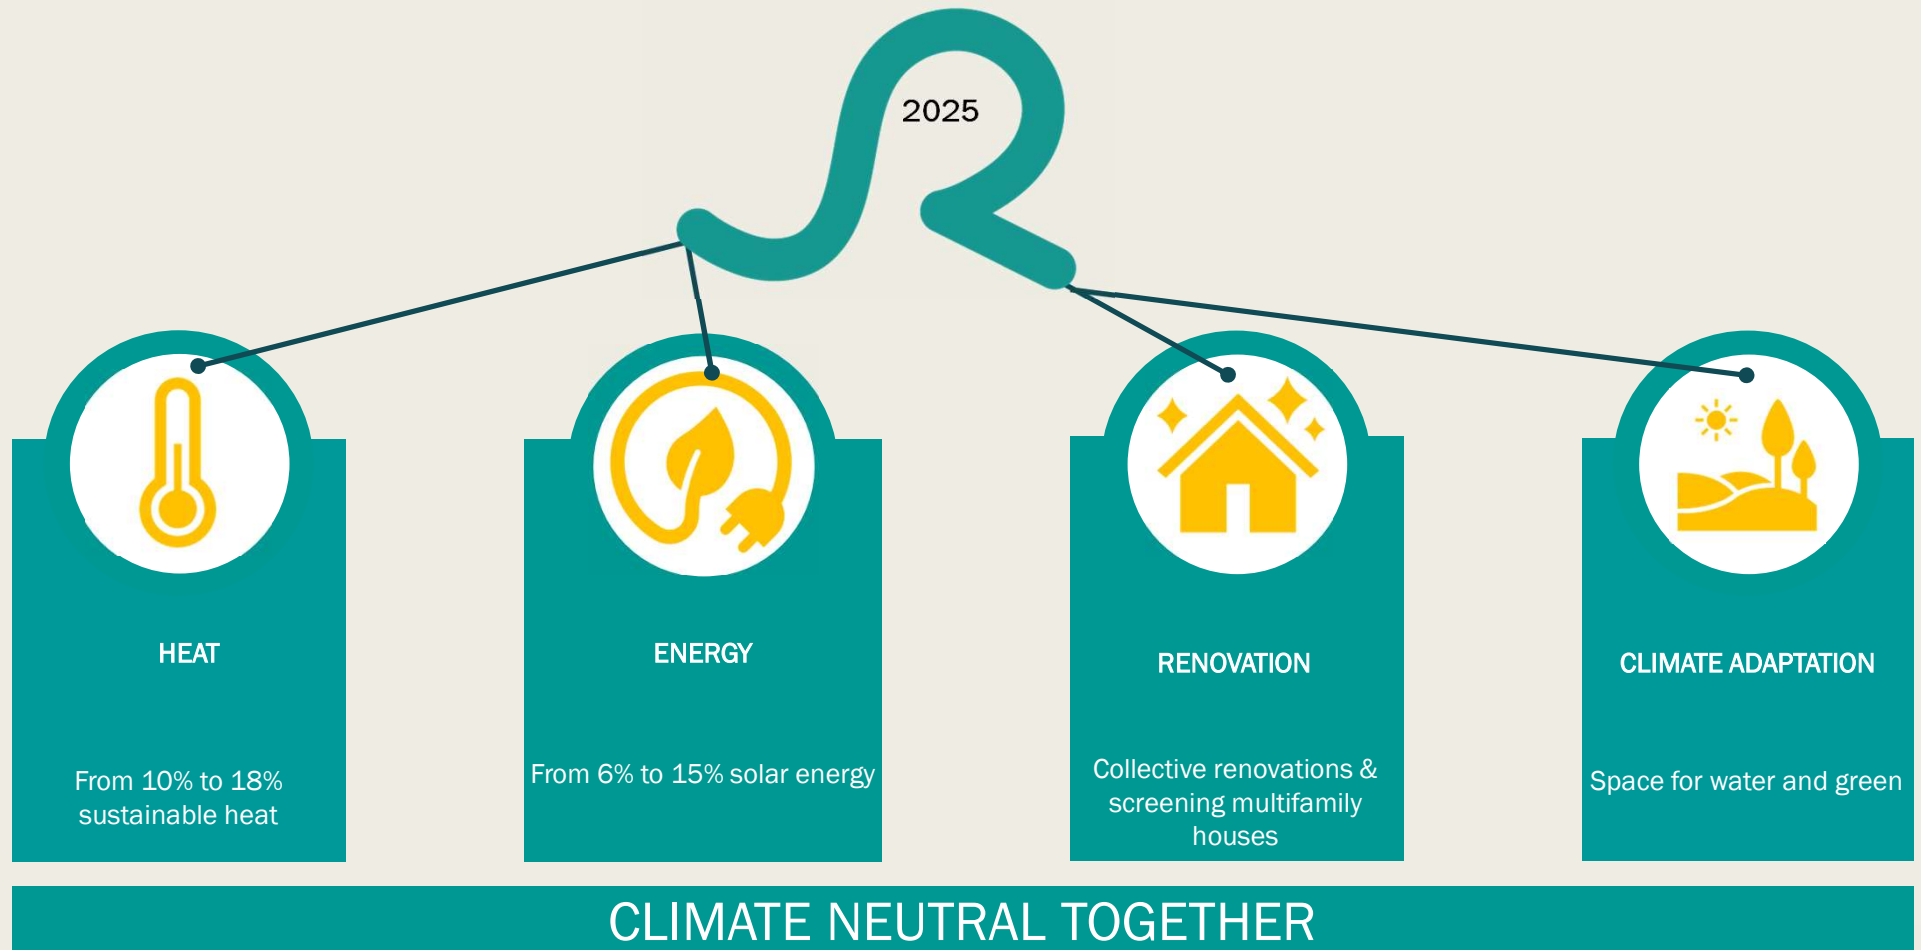 2025
HEAT
From 10% to 18%
sustainable heat
ENERGY
From 6% to 15% solar energy
RENOVATION
Collective renovations &
screening multifamily
houses
CLIMATE ADAPTATION
Space for water and green
CLIMATE NEUTRAL TOGETHER